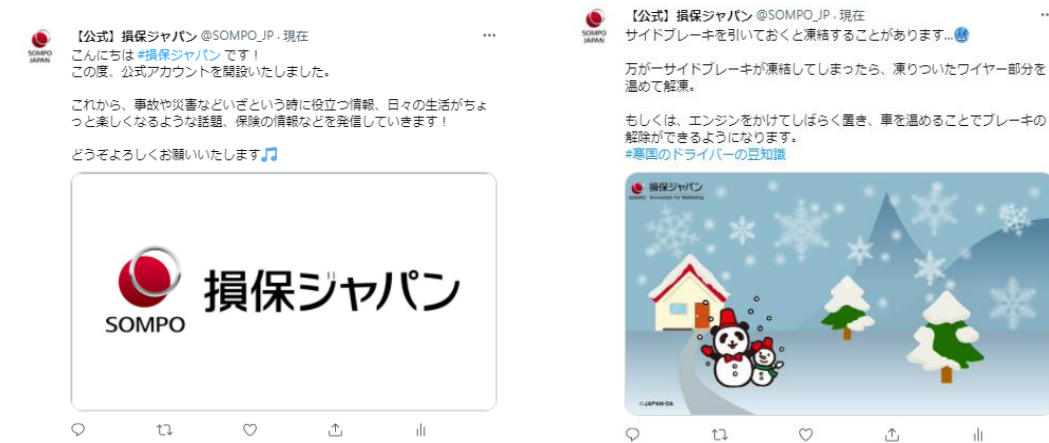 【公式】損保ジャパン @SOMPO_JP · 現在
こんにちは #損保ジャパン です！
この度、公式アカウントを開設いたしました。
これから、事故や災害などいざという時に役立つ情報、日々の生活がちょ
っと楽しくなるような話題、保険の情報などを発信していきます！
どうぞよろしくお願いいたします🎵
SOMPO
JAPAN
損保ジャパン
SOMPO
【公式】損保ジャパン @SOMPO_JP · 現在
サイドブレーキを引いておくと凍結することがあります...
万が一サイドブレーキが凍結してしまったら、凍りついたワイヤー部分を
温めて解凍。
もしくは、エンジンをかけてしばらく置き、車を温めることでブレーキの
解除ができるようになります。
#寒国のドライバーの豆知識
SOMPO
JAPAN
損保ジャパン
SOMPO Innovation for Wellbeing
©JAPAN-DA